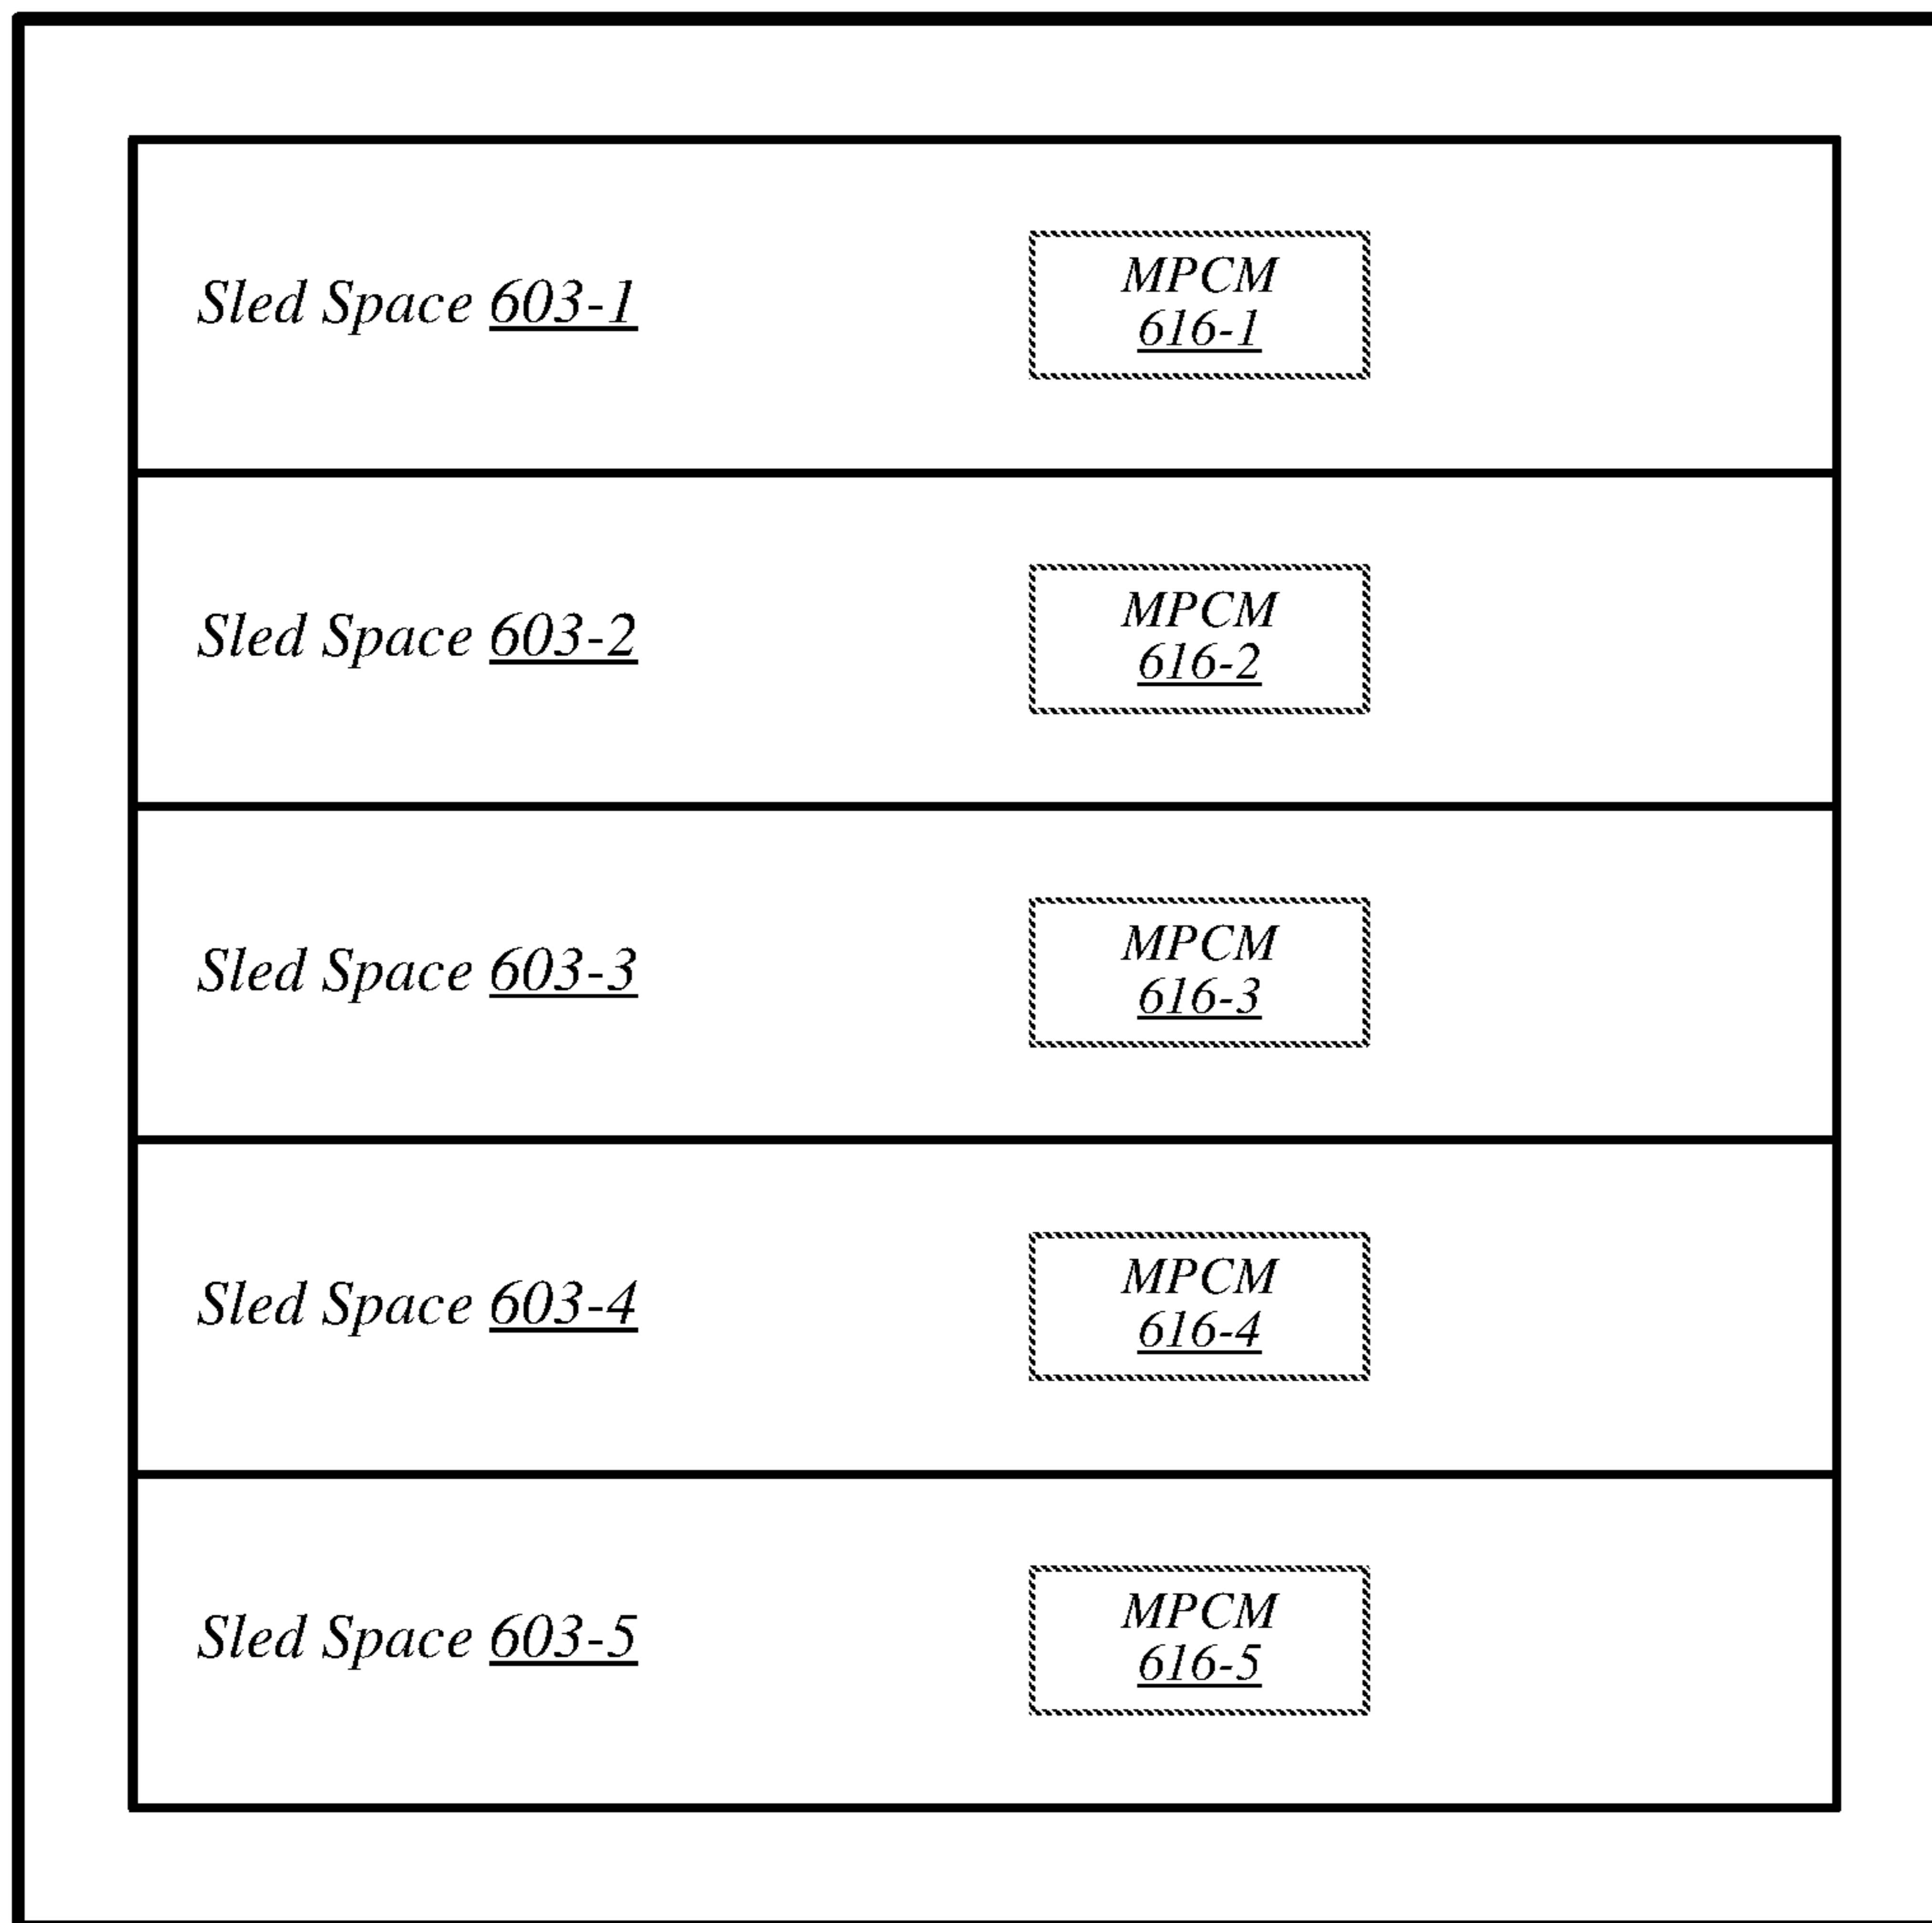 Sled Space 603-1
MPCM
616-1
Sled Space 603-2
MPCM
616-2
Sled Space 603-3
MPCM
616-3
Sled Space 603-4
MPCM
616-4
Sled Space 603-5
MPCM
616-5